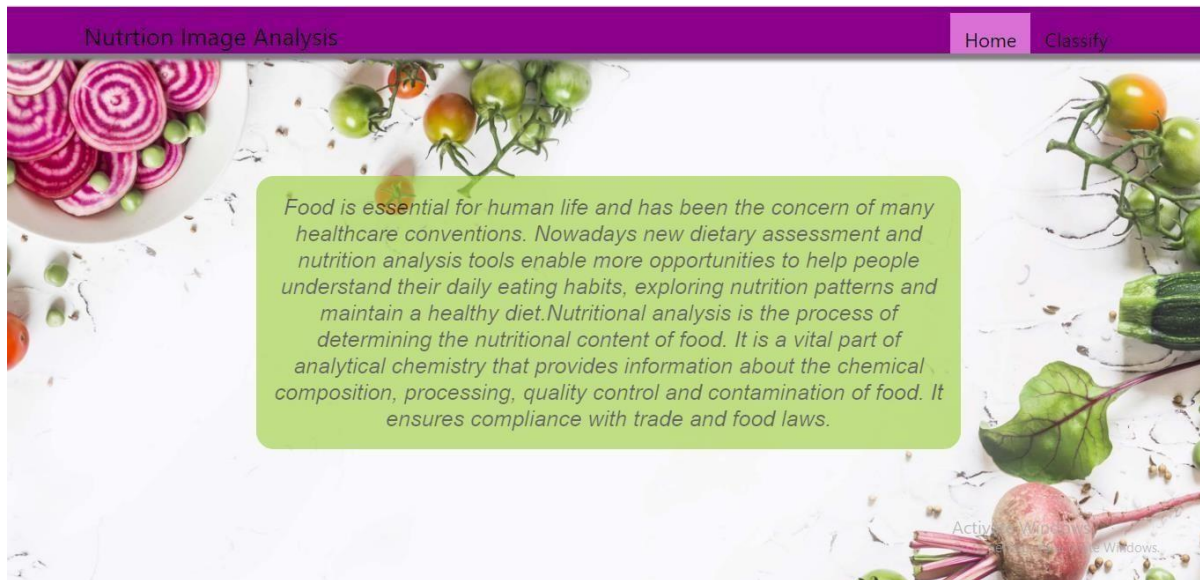 Nutrtion Image Analysis
Home Classify
Food is essential for human life and has been the concern of many
healthcare conventions. Nowadays new dietary assessment and
nutrition analysis tools enable more opportunities to help people
understand their daily eating habits, exploring nutrition patterns and
maintain a healthy diet.Nutritional analysis is the process of
determining the nutritional content of food. It is a vital part of
analytical chemistry that provides information about the chemical
composition, processing, quality control and contamination of food. It
ensures compliance with trade and food laws.
Windows
Windows.